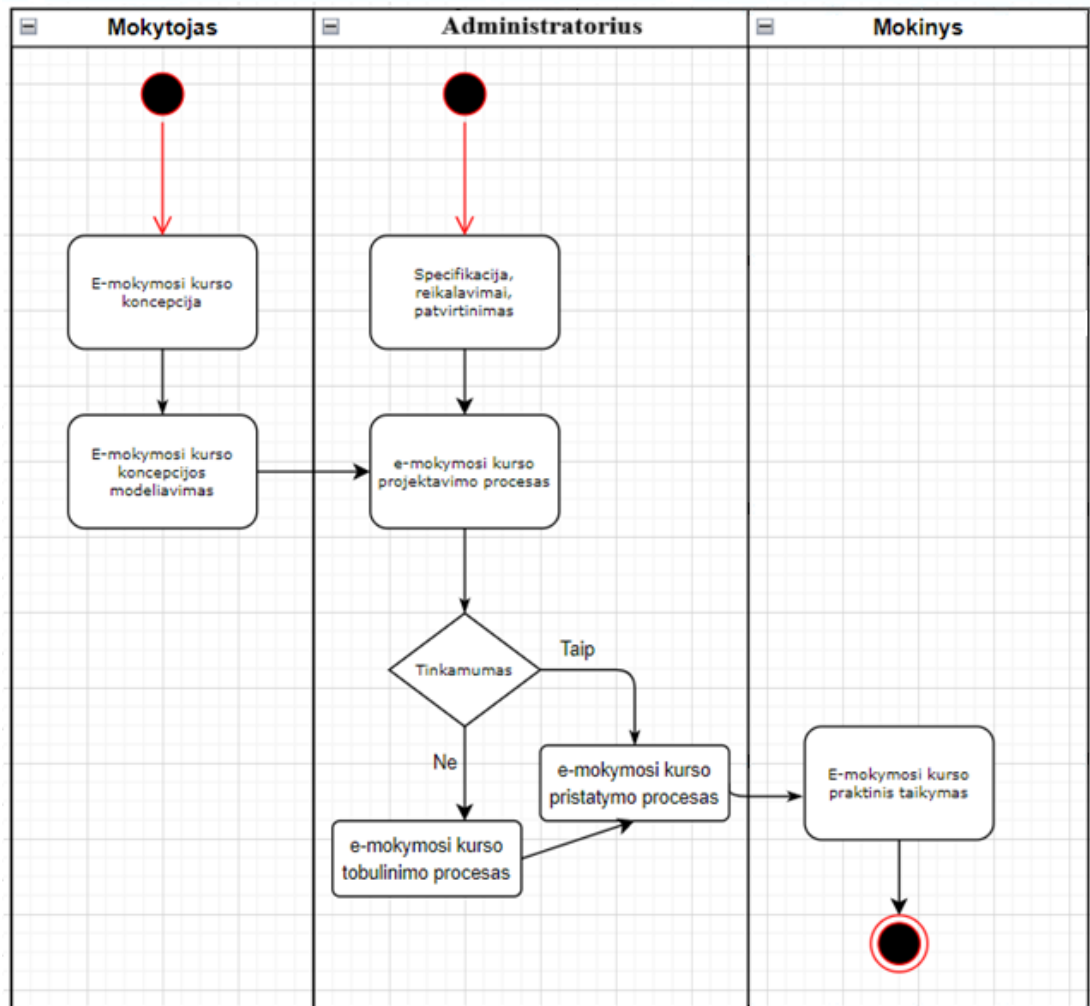 Mokytojas
Administratorius
Mokinys
E-mokymosi kurso
koncepcija
Specifikacija,
reikalavimai,
patvirtinimas
E-mokymosi kurso
koncepcijos
modeliavimas
e-mokymosi kurso
projektavimo procesas
Tinkamumas
Taip
Ne
e-mokymosi kurso
pristatymo procesas
E-mokymosi kurso
praktinis taikymas
e-mokymosi kurso
tobulinimo procesas